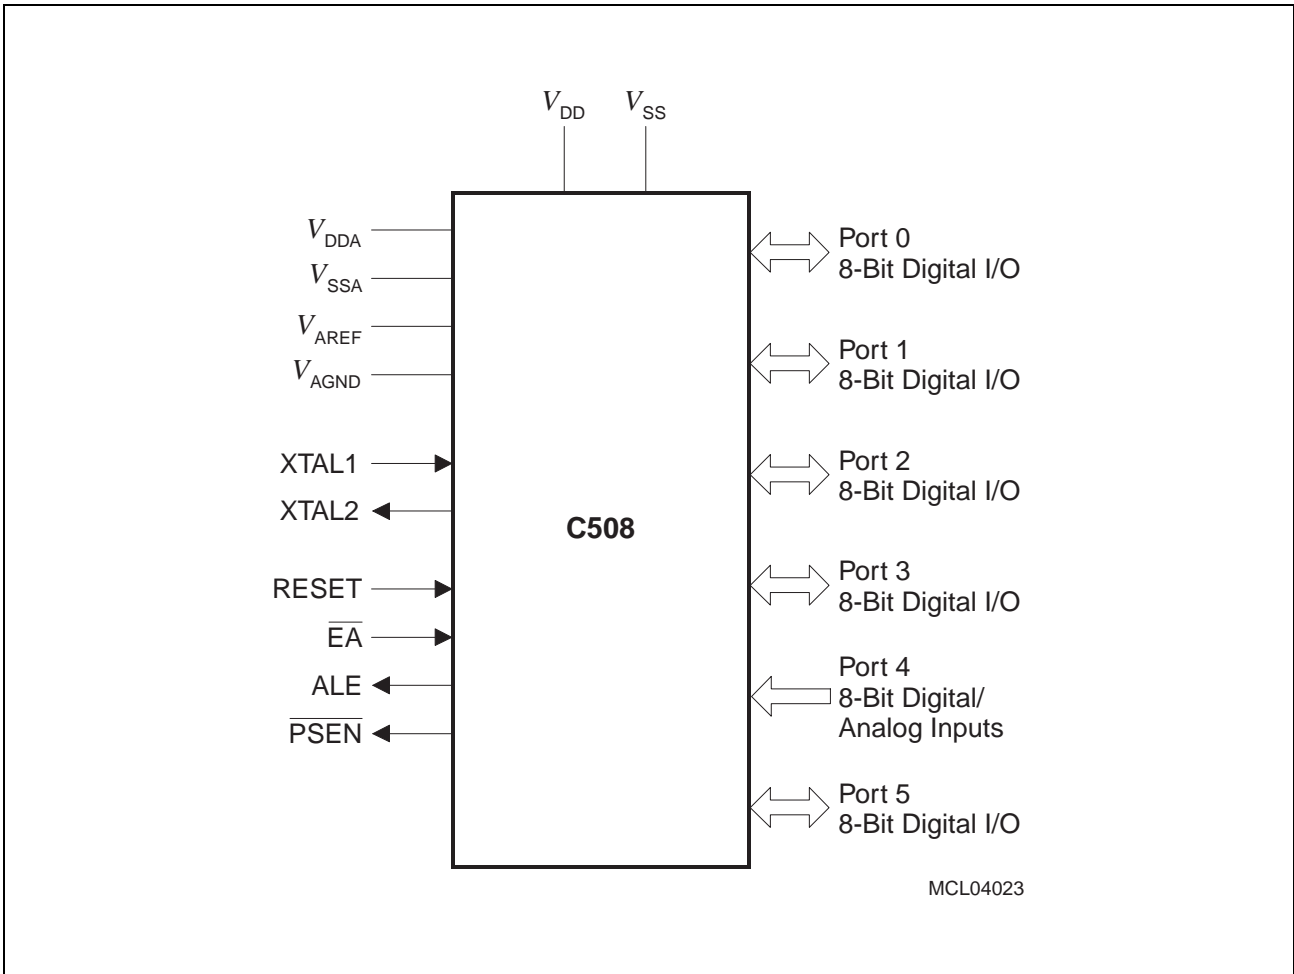 VDD VSS
VDDA
VSSA
VAREF
VAGND
XTAL1
XTAL2
RESET
E̅A̅
ALE
P̅S̅E̅N̅
C508
Port 0
8-Bit Digital I/O
Port 1
8-Bit Digital I/O
Port 2
8-Bit Digital I/O
Port 3
8-Bit Digital I/O
Port 4
8-Bit Digital/
Analog Inputs
Port 5
8-Bit Digital I/O
MCL04023